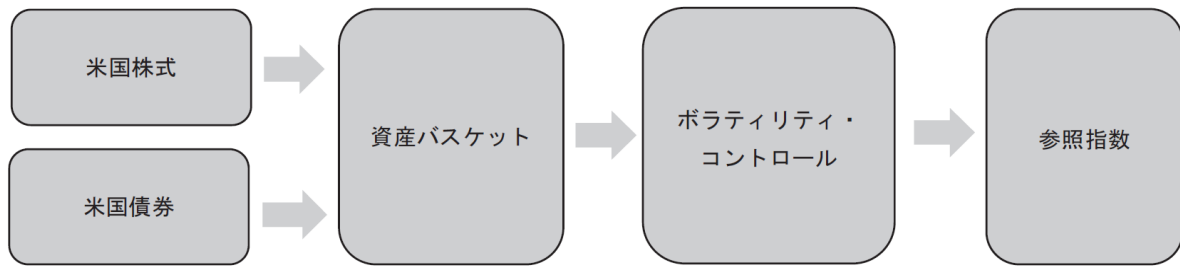 米国株式
米国債券
資産バスケット
ボラティリティ・
コントロール
参照指数